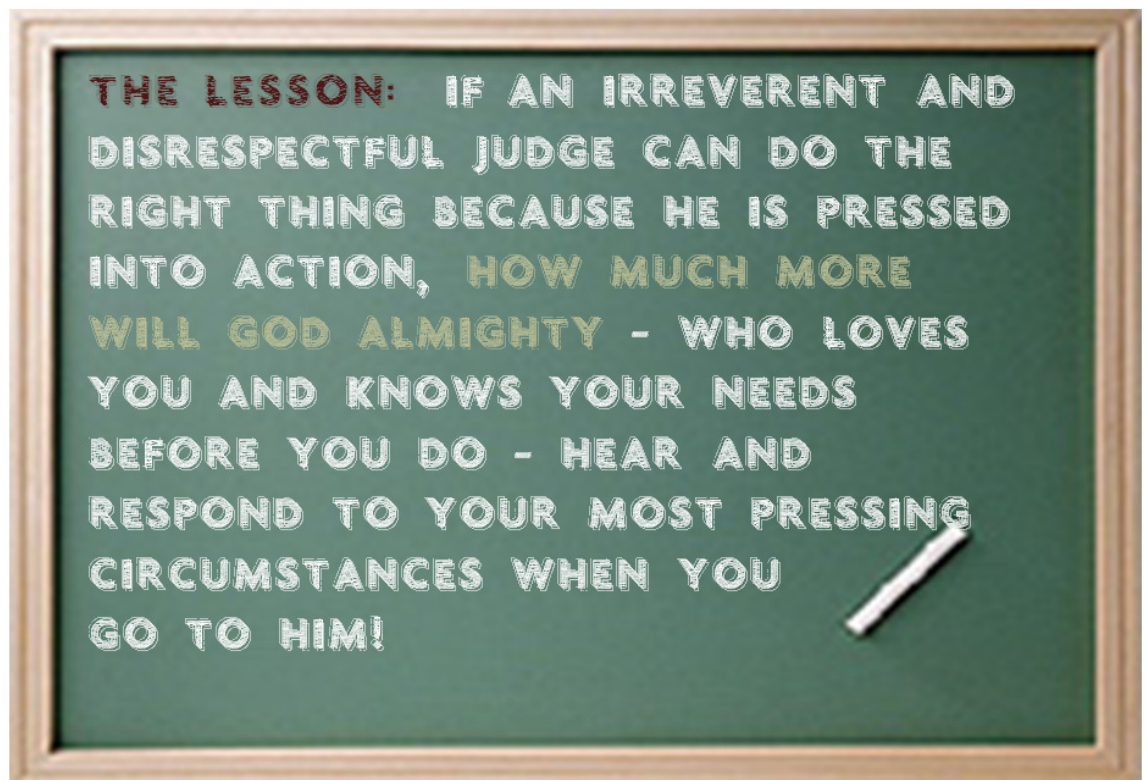 THE LESSON: IF AN IRREVERENT AND
DISRESPECTFUL JUDGE CAN DO THE
RIGHT THING BECAUSE HE IS PRESSED
INTO ACTION, HOW MUCH MORE
WILL GOD ALMIGHTY - WHO LOVES
YOU AND KNOWS YOUR NEEDS
BEFORE YOU DO - HEAR AND
RESPOND TO YOUR MOST PRESSING
CIRCUMSTANCES WHEN YOU
GO TO HIM!